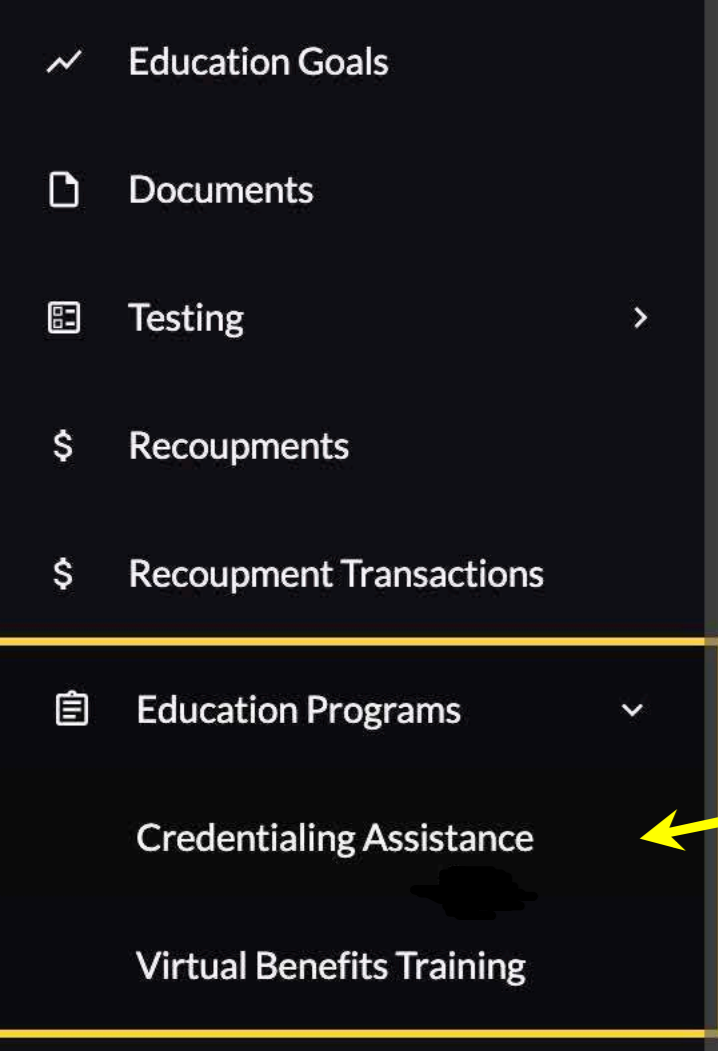 Education Goals
Documents
Testing
$ Recoupments
$ Recoupment Transactions
Education Programs
Credentialing Assistance
Virtual Benefits Training